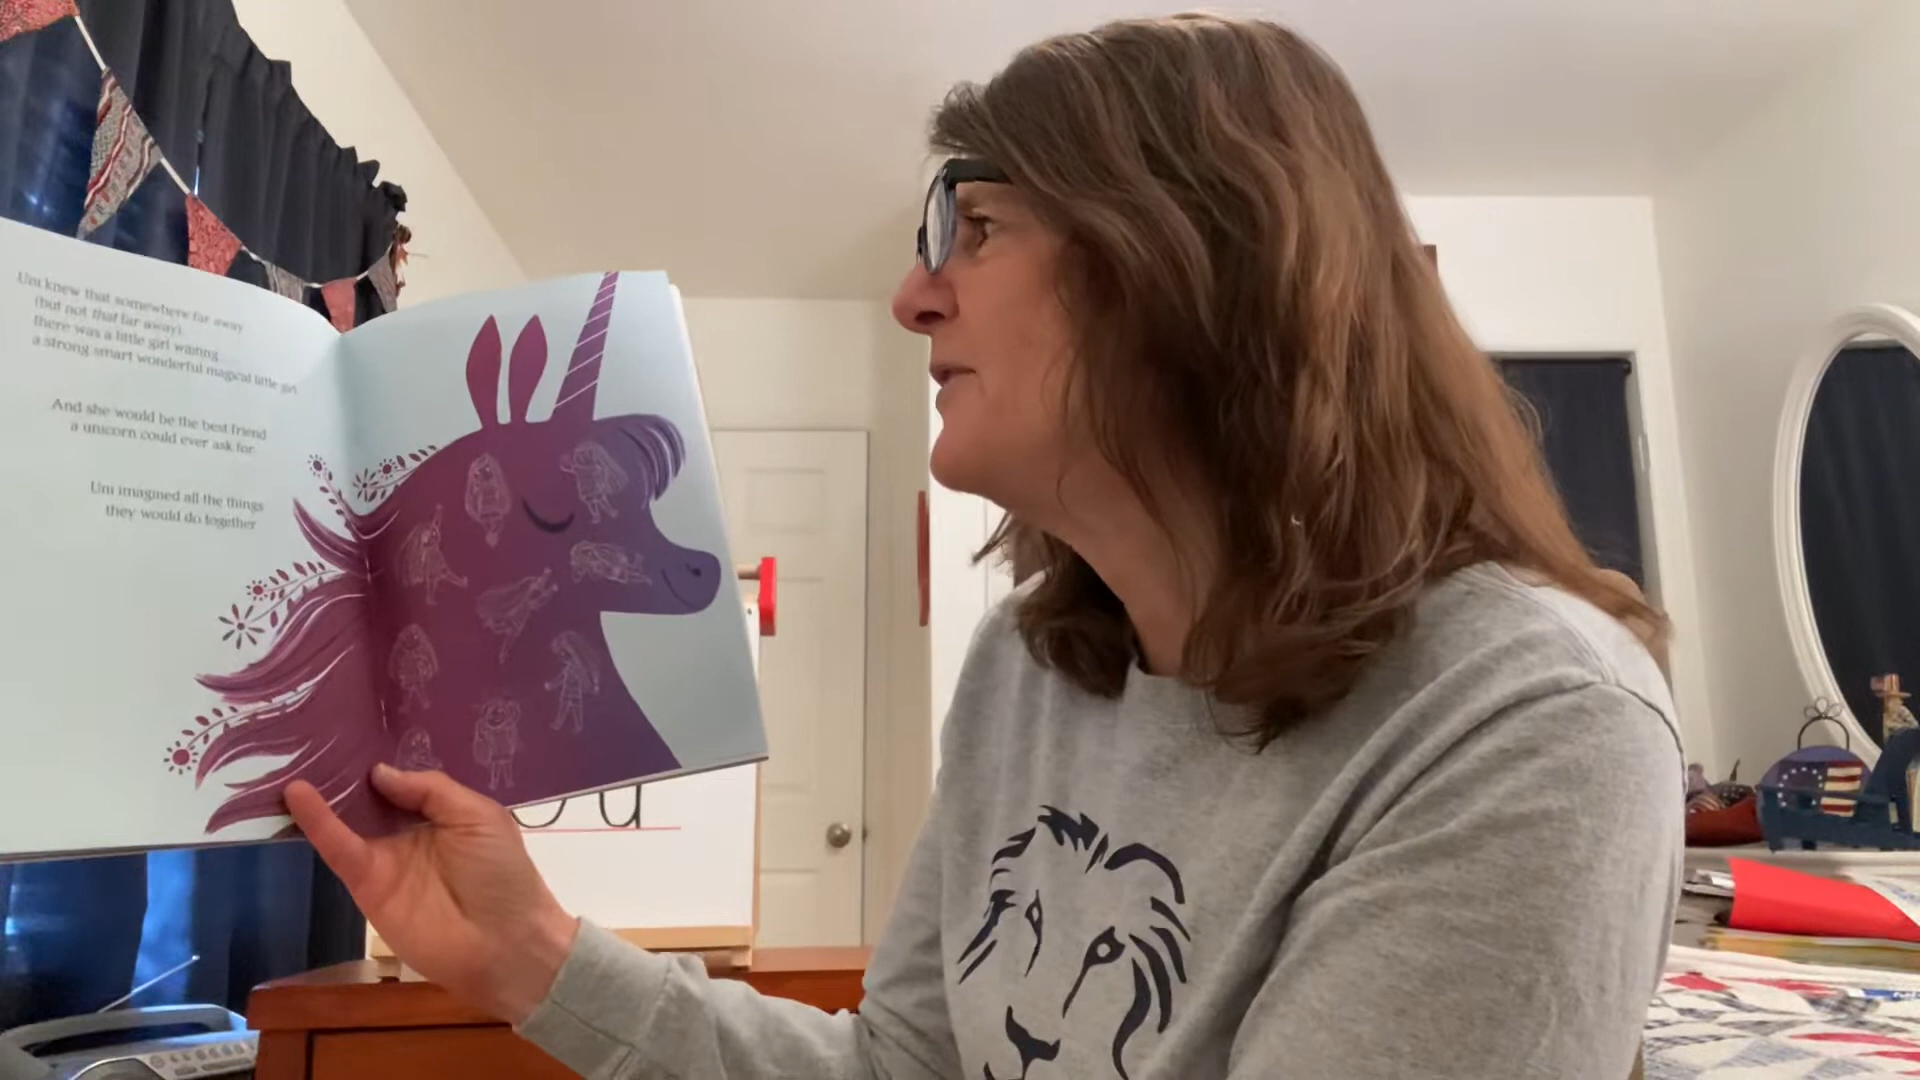 Uni knew that somewhere far away
(but not that far away)
there was a little girl waiting
a strong smart wonderful magical little girl
And she would be the best friend
a unicorn could ever ask for
Uni imagined all the things
they would do together